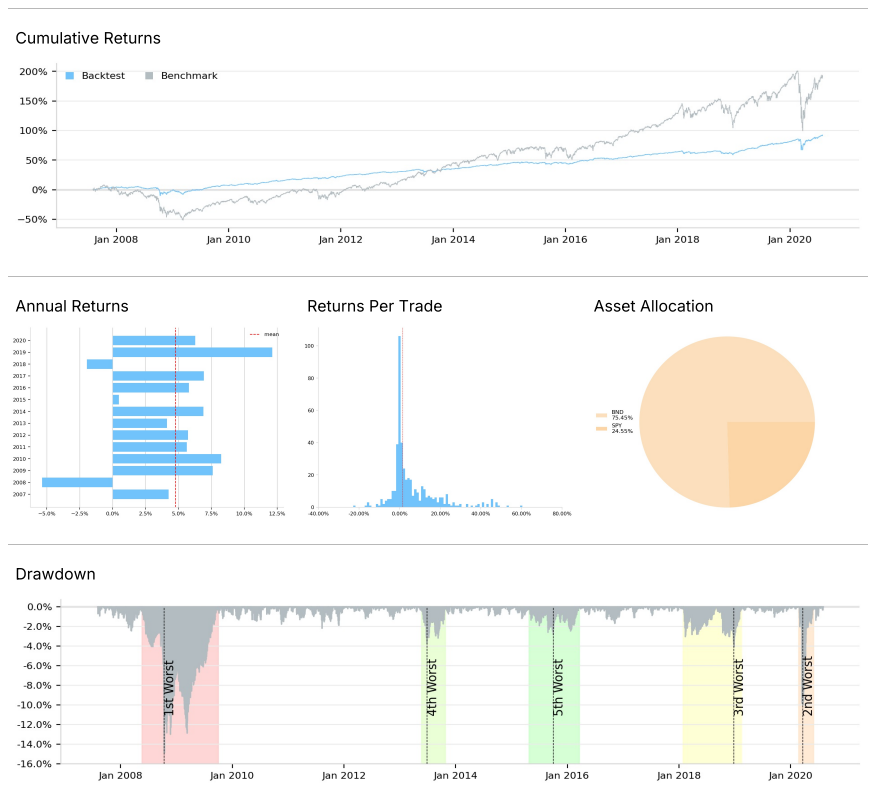 Cumulative Returns
Backtest Benchmark
200%
150%
100%
50%
0%
−50%
Jan 2008 Jan 2010 Jan 2012 Jan 2014 Jan 2016 Jan 2018 Jan 2020
Annual Returns
mean
2020
2019
2018
2017
2016
2015
2014
2013
2012
2011
2010
2009
2008
2007
−5.0% −2.5% 0.0% 2.5% 5.0% 7.5% 10.0% 12.5%
Returns Per Trade
100
80
60
40
20
0
-40.00% -20.00% 0.00% 20.00% 40.00% 60.00% 80.00%
Asset Allocation
BND
75.45%
SPY
24.55%
Drawdown
0.0%
-2.0%
-4.0%
-6.0%
-8.0%
-10.0%
-12.0%
-14.0%
-16.0%
1st Worst
4th Worst
5th Worst
3rd Worst
2nd Worst
Jan 2008 Jan 2010 Jan 2012 Jan 2014 Jan 2016 Jan 2018 Jan 2020